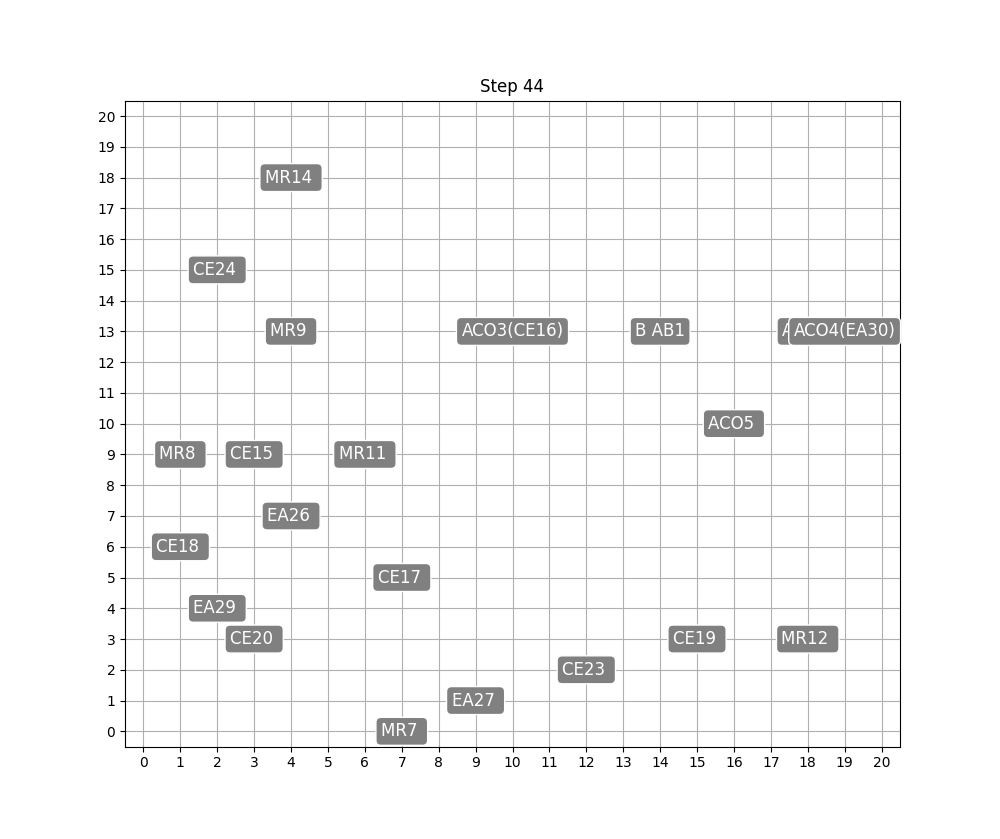 Step 44
20
19
18 MR14
17
16
15 CE24
14
13 MR9 ACO3(CE16) B AB1 ACO4(EA30)
12
11
10 ACO5
9 MR8 CE15 MR11
8
7 EA26
6 CE18
5 CE17
4 EA29
3 CE20 CE19 MR12
2 CE23
1 EA27
0 MR7
0 1 2 3 4 5 6 7 8 9 10 11 12 13 14 15 16 17 18 19 20